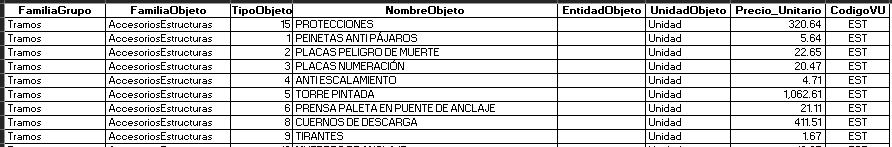 FamiliaGrupo FamiliaObjeto TipoObjeto NombreObjeto EntidadObjeto UnidadObjeto Precio_Unitario CodigoVU
Tramos AccesoriosEstructuras 15 PROTECCIONES Unidad 320.64 EST
Tramos AccesoriosEstructuras 1 PEINETAS ANTI PÁJAROS Unidad 5.64 EST
Tramos AccesoriosEstructuras 2 PLACAS PELIGRO DE MUERTE Unidad 22.65 EST
Tramos AccesoriosEstructuras 3 PLACAS NUMERACIÓN Unidad 20.47 EST
Tramos AccesoriosEstructuras 4 ANTI ESCALAMIENTO Unidad 4.71 EST
Tramos AccesoriosEstructuras 5 TORRE PINTADA Unidad 1,062.61 EST
Tramos AccesoriosEstructuras 6 PRENSA PALETA EN PUENTE DE ANCLAJE Unidad 21.11 EST
Tramos AccesoriosEstructuras 8 CUERNOS DE DESCARGA Unidad 411.51 EST
Tramos AccesoriosEstructuras 9 TIRANTES Unidad 1.67 EST